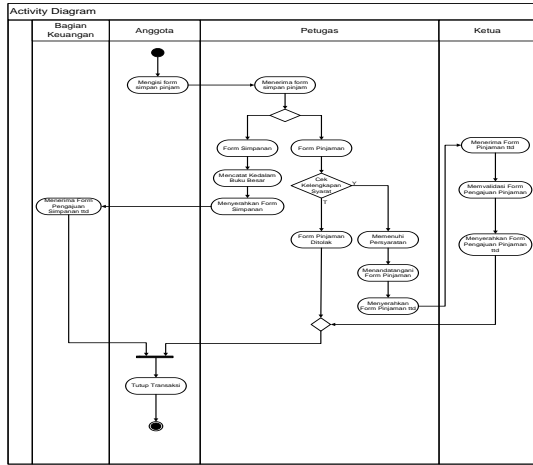 Activity Diagram
Bagian
Keuangan
Anggota
Petugas
Ketua
Mengisi form
simpan pinjam
Menerima form
simpan pinjam
Form Simpanan
Form Pinjaman
Menerima Form
Pinjaman ttd
Mencatat Kedalam
Buku Besar
Cek
Kelengkapan
Syarat
Y
T
Memvalidasi Form
Pengajuan Pinjaman
Menerima Form
Pengajuan
Simpanan ttd
Menyerahkan Form
Simpanan
Form Pinjaman
Ditolak
Memenuhi
Persyaratan
Menyerahkan Form
Pengajuan Pinjaman
ttd
Menandatangani
Form Pinjaman
Menyerahkan
Form Pinjaman ttd
Tutup Transaksi